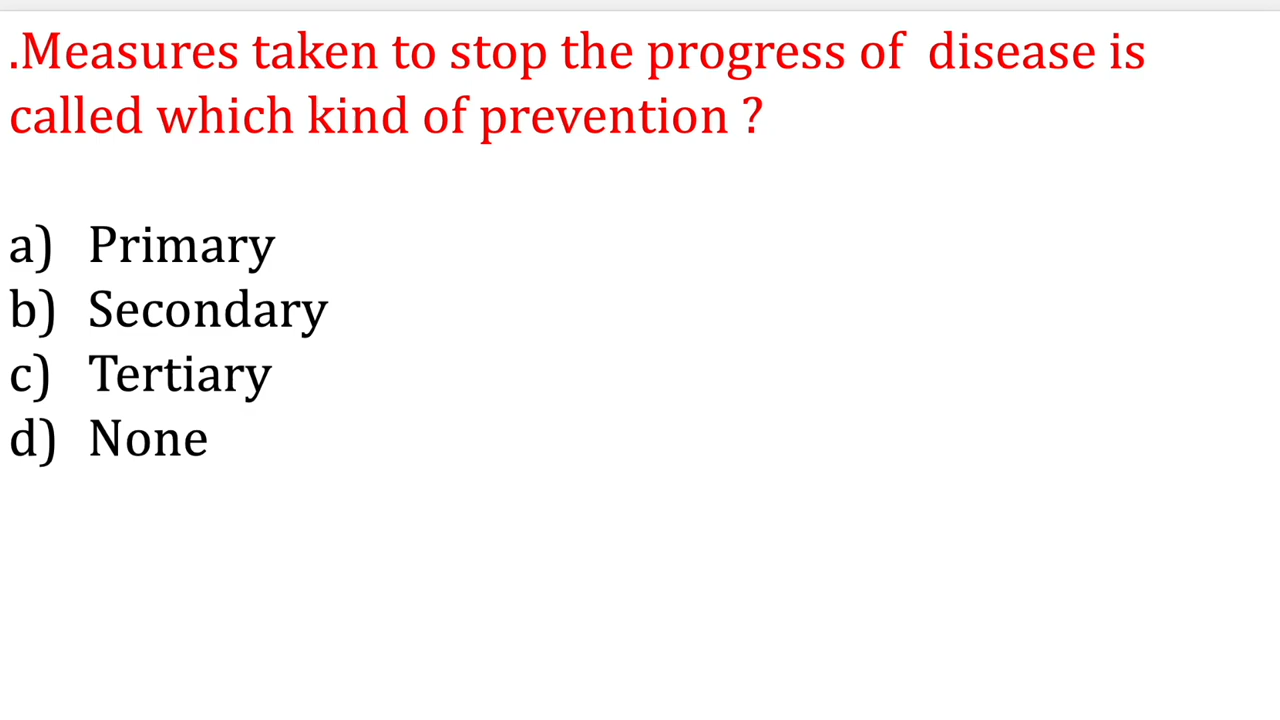 .Measures taken to stop the progress of  disease is
called which kind of prevention ?
a) Primary
b) Secondary
c) Tertiary
d) None